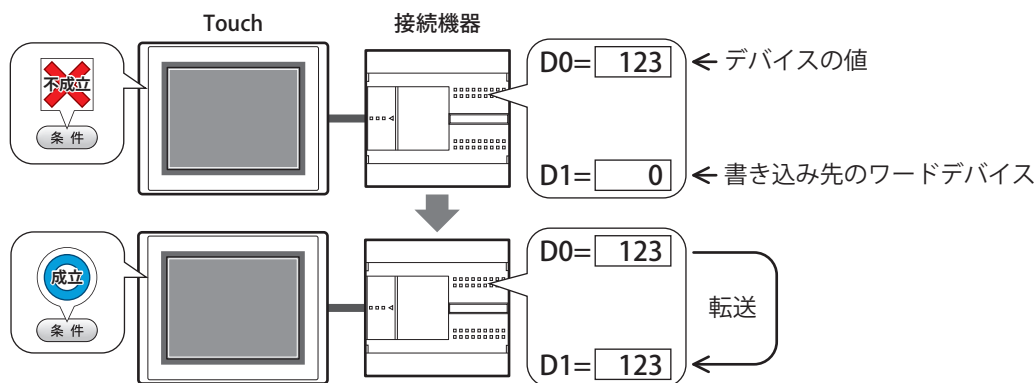 Touch
接続機器
不成立
条件
D0= 123
デバイスの値
D1= 0
書き込み先のワードデバイス
成立
条件
D0= 123
転送
D1= 123